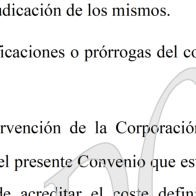 udicación de los mismos.
ficaciones o prórrogas del co
rvención de la Corporació
el presente Convenio que es
de acreditar el coste defin